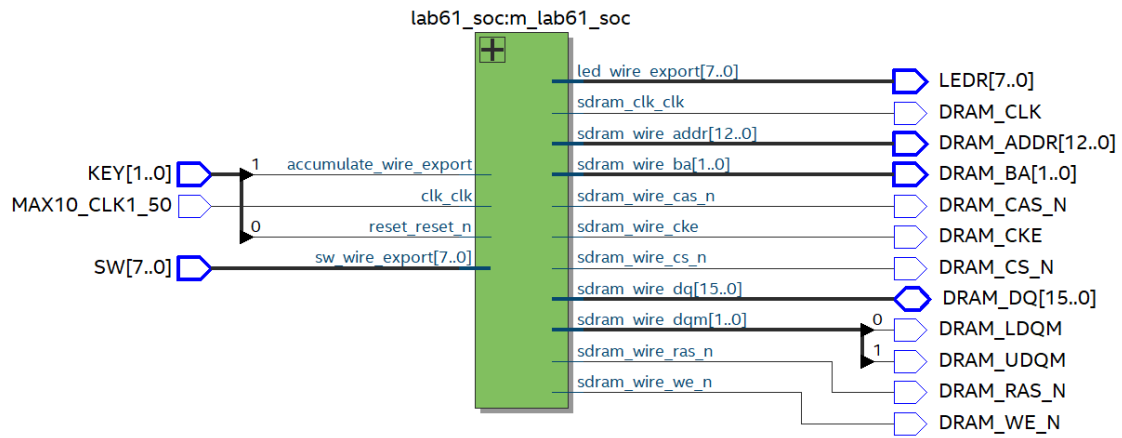 lab61_soc:m_lab61_soc
led_wire_export[7..0]
LEDR[7..0]
sdram_clk_clk
DRAM_CLK
sdram_wire_addr[12..0]
DRAM_ADDR[12..0]
KEY[1..0]
1
accumulate_wire_export
sdram_wire_ba[1..0]
DRAM_BA[1..0]
MAX10_CLK1_50
clk_clk
sdram_wire_cas_n
DRAM_CAS_N
0
reset_reset_n
sdram_wire_cke
DRAM_CKE
SW[7..0]
sw_wire_export[7..0]
sdram_wire_cs_n
DRAM_CS_N
sdram_wire_dq[15..0]
DRAM_DQ[15..0]
sdram_wire_dqm[1..0]
0
DRAM_LDQM
1
DRAM_UDQM
sdram_wire_ras_n
DRAM_RAS_N
sdram_wire_we_n
DRAM_WE_N